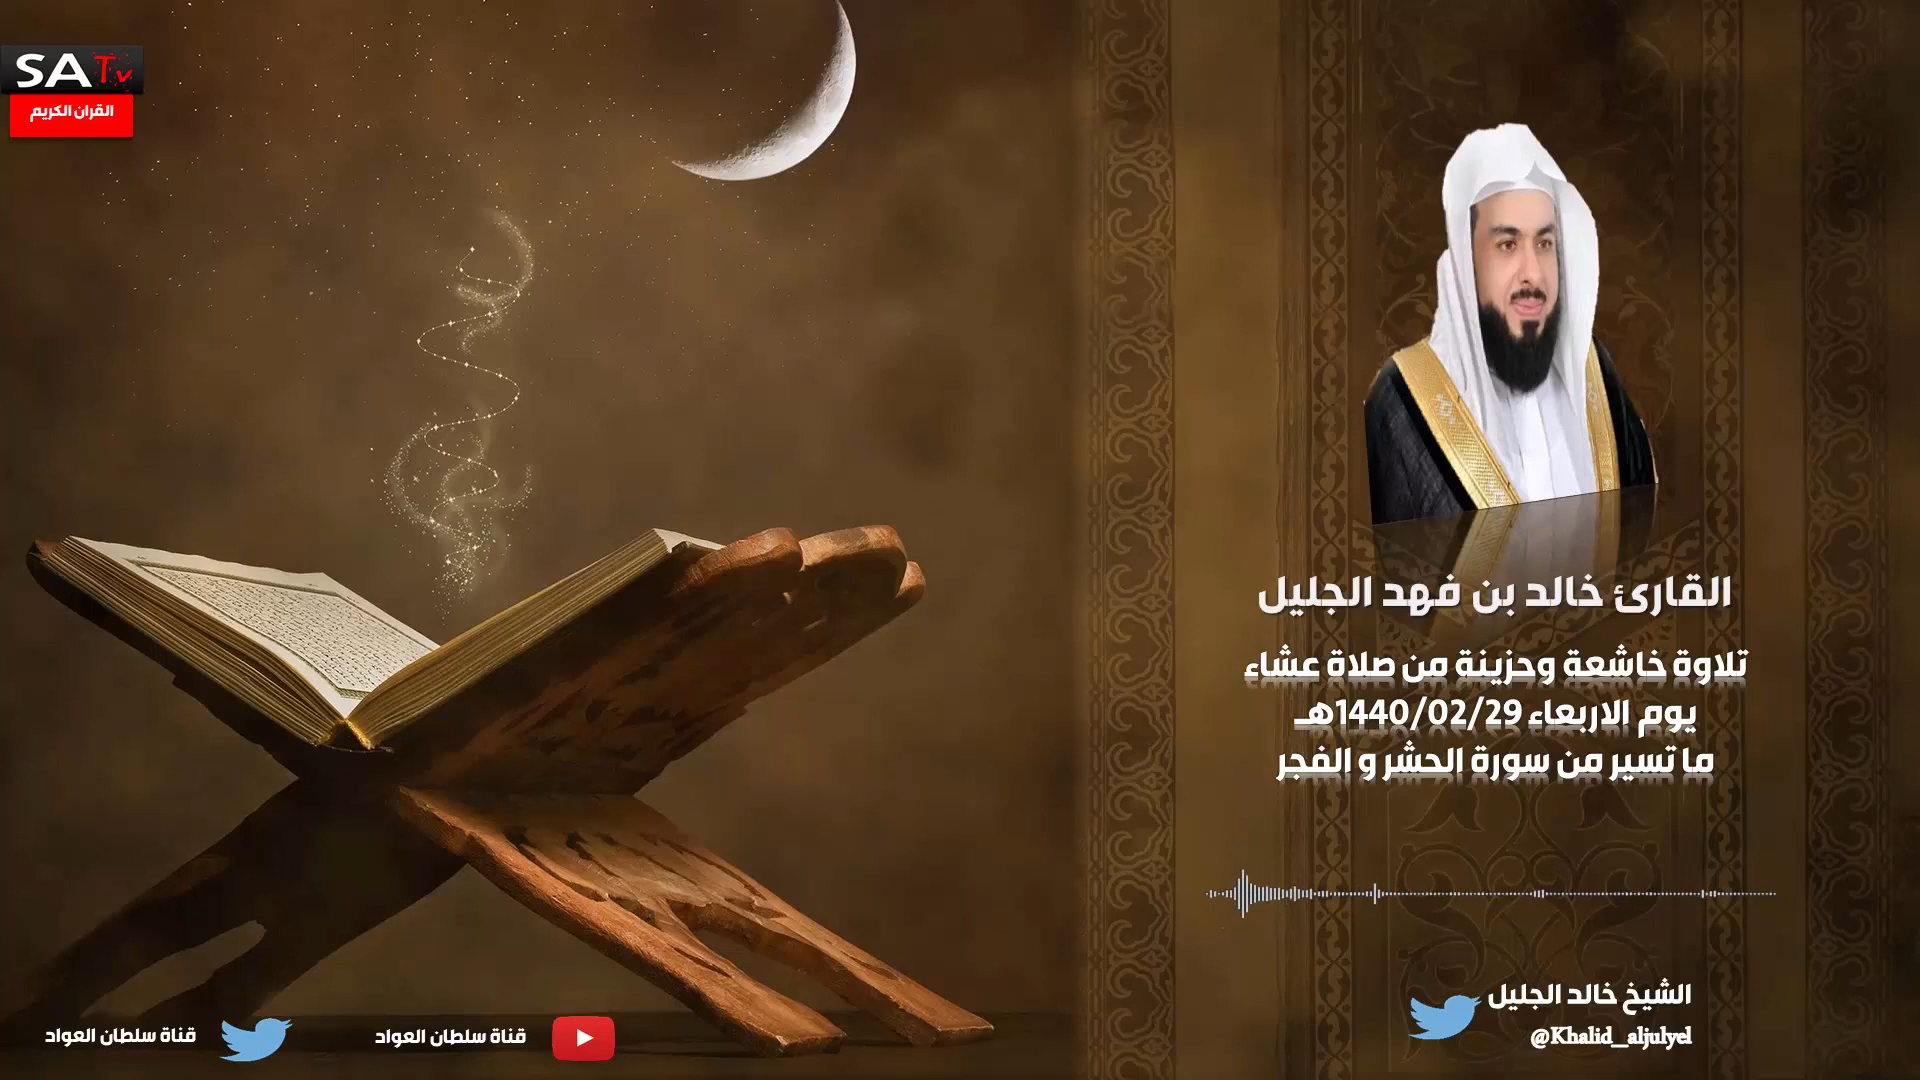 SATv
القران الكريم
القارئ خالد بن فهد الجليل
تلاوة خاشعة وحزينة من صلاة عشاء
يوم الاربعاء 1440/02/29هـ
ما تسير من سورة الحشر و الفجر
الشيخ خالد الجليل
@Khalid_aljulyel
قناة سلطان العواد
قناة سلطان العواد